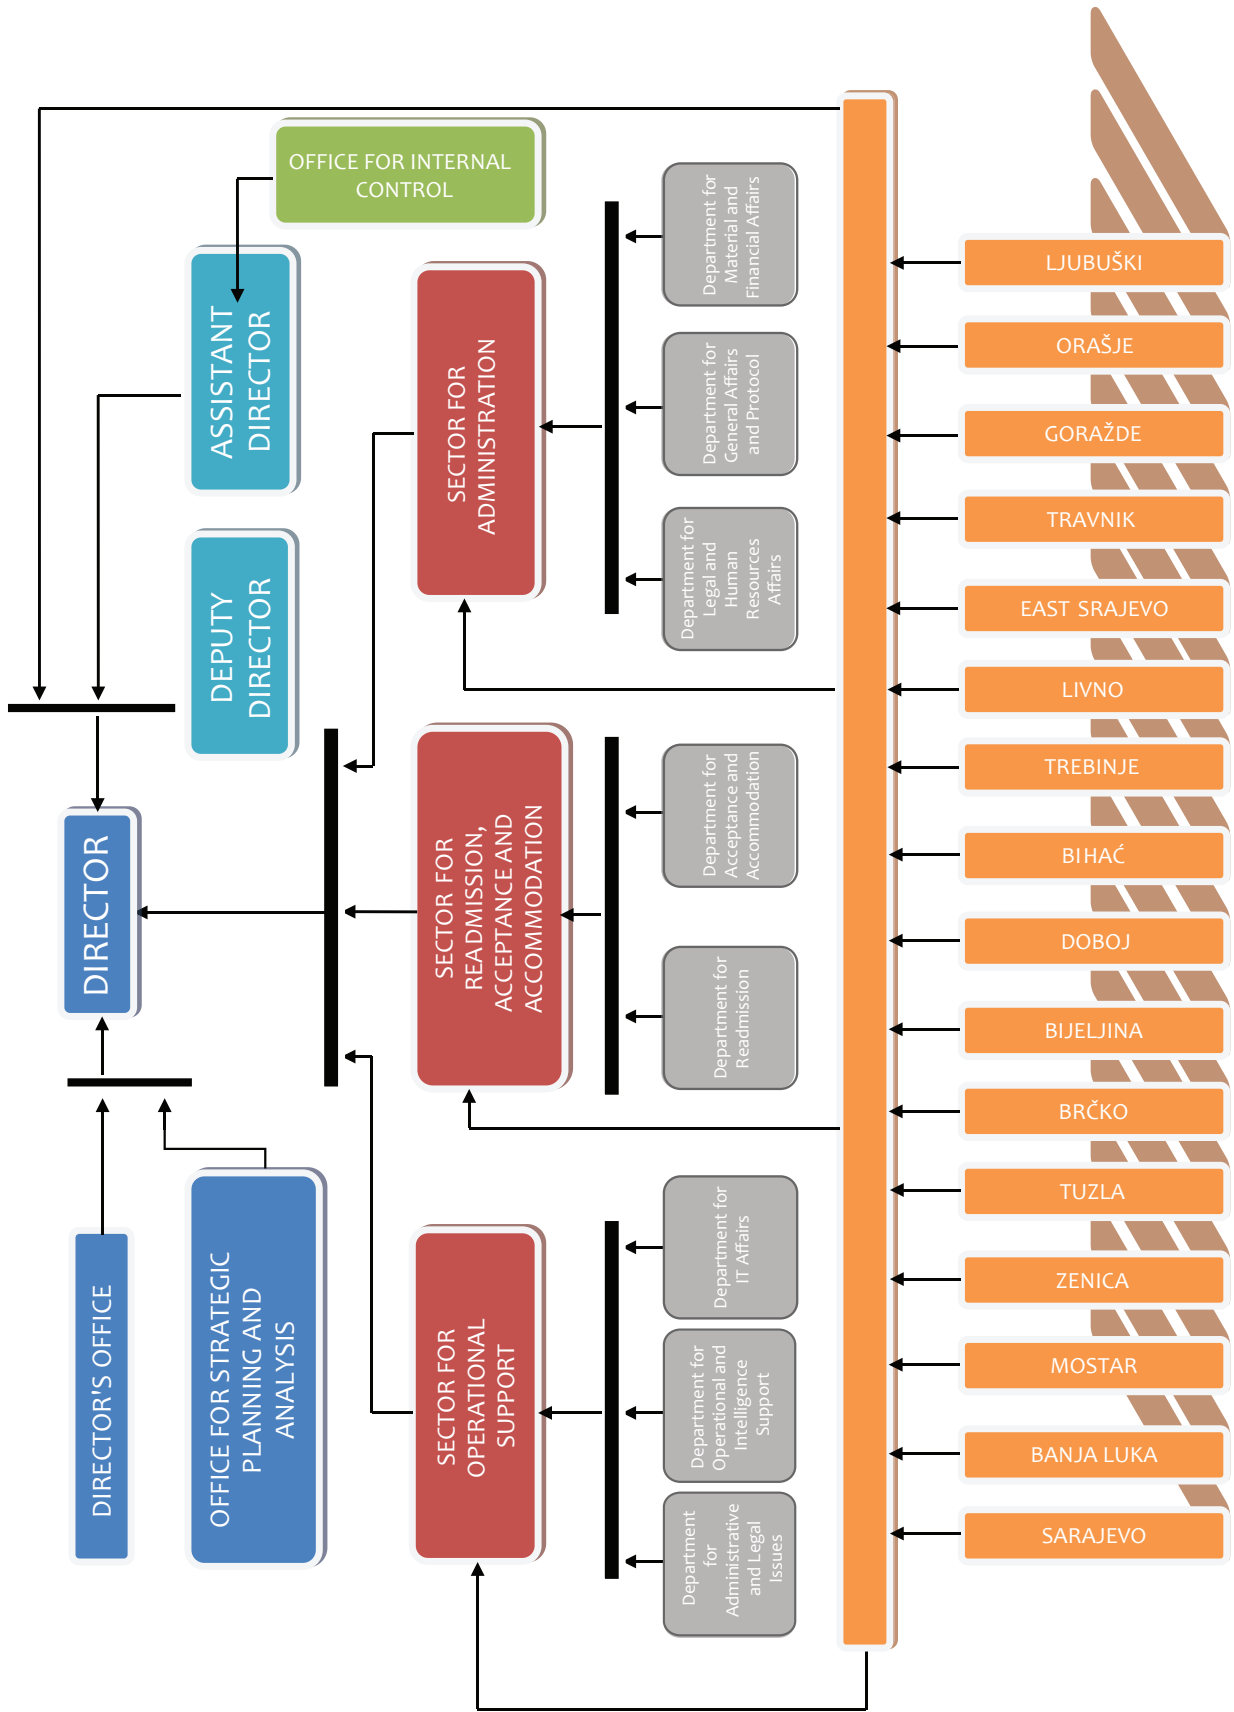 DIRECTOR'S OFFICE
DIRECTOR
OFFICE FOR STRATEGIC
PLANNING AND
ANALYSIS
DEPUTY
DIRECTOR
ASSISTANT
DIRECTOR
OFFICE FOR INTERNAL
CONTROL
SECTOR FOR
OPERATIONAL
SUPPORT
SECTOR FOR
READMISSION,
ACCEPTANCE AND
ACCOMMODATION
SECTOR FOR
ADMINISTRATION
Department
for
Administrative
and Legal
Issues
Department for
Operational and
Intelligence
Support
Department for
IT Affairs
Department for
Readmission
Department for
Acceptance and
Accommodation
Department for
Legal and
Human
Resources
Affairs
Department for
General Affairs
and Protocol
Department for
Material and
Financial Affairs
LJUBUŠKI
ORAŠJE
GORAŽDE
TRAVNIK
EAST SRAJEVO
LIVNO
TREBINJE
BIHAĆ
DOBOJ
BIJELJINA
BRČKO
TUZLA
ZENICA
MOSTAR
BANJA LUKA
SARAJEVO